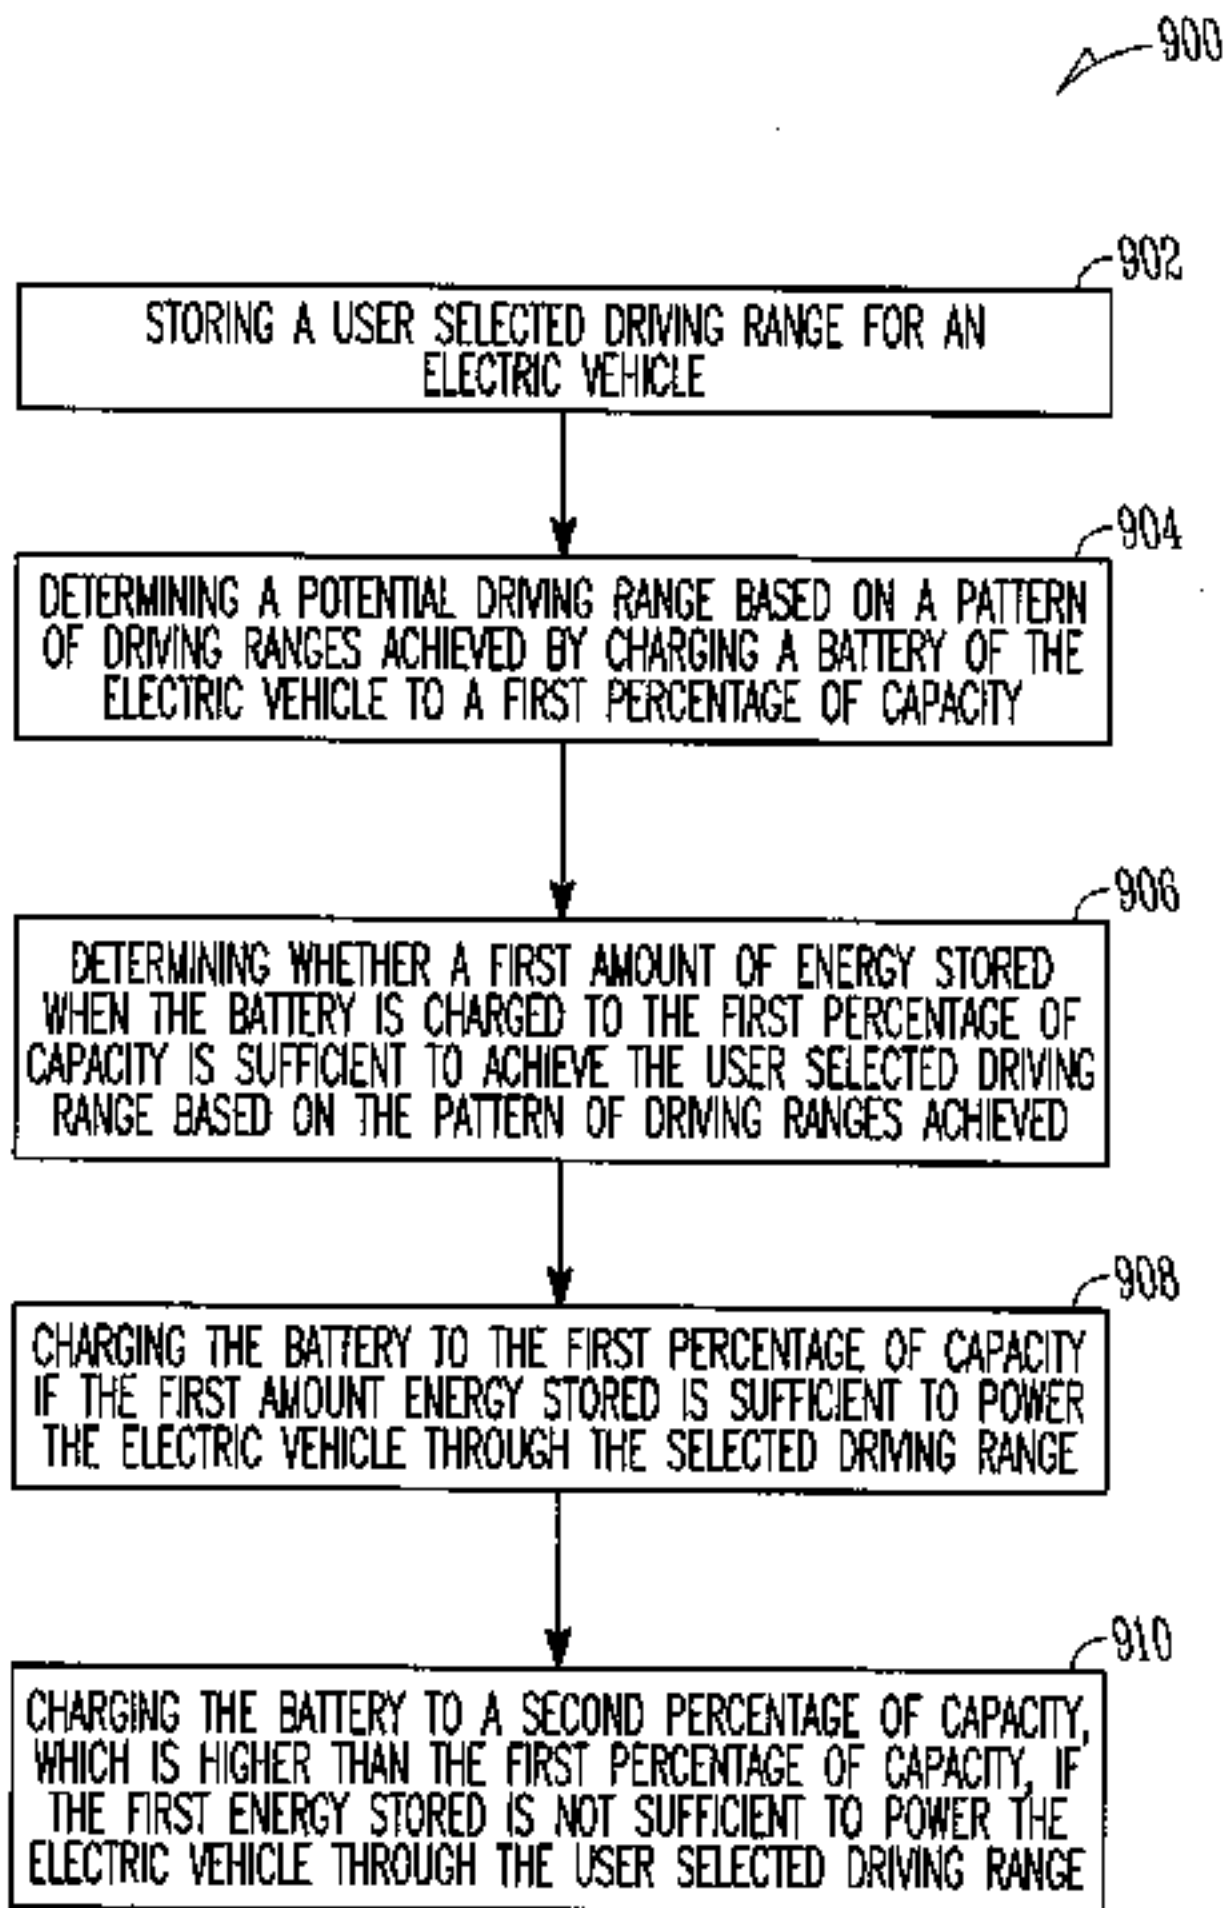 900
902
STORING A USER SELECTED DRIVING RANGE FOR AN
ELECTRIC VEHICLE
904
DETERMINING A POTENTIAL DRIVING RANGE BASED ON A PATTERN
OF DRIVING RANGES ACHIEVED BY CHARGING A BATTERY OF THE
ELECTRIC VEHICLE TO A FIRST PERCENTAGE OF CAPACITY
906
DETERMINING WHETHER A FIRST AMOUNT OF ENERGY STORED
WHEN THE BATTERY IS CHARGED TO THE FIRST PERCENTAGE OF
CAPACITY IS SUFFICIENT TO ACHIEVE THE USER SELECTED DRIVING
RANGE BASED ON THE PATTERN OF DRIVING RANGES ACHIEVED
908
CHARGING THE BATTERY TO THE FIRST PERCENTAGE OF CAPACITY
IF THE FIRST AMOUNT ENERGY STORED IS SUFFICIENT TO POWER
THE ELECTRIC VEHICLE THROUGH THE SELECTED DRIVING RANGE
910
CHARGING THE BATTERY TO A SECOND PERCENTAGE OF CAPACITY,
WHICH IS HIGHER THAN THE FIRST PERCENTAGE OF CAPACITY, IF
THE FIRST ENERGY STORED IS NOT SUFFICIENT TO POWER THE
ELECTRIC VEHICLE THROUGH THE USER SELECTED DRIVING RANGE